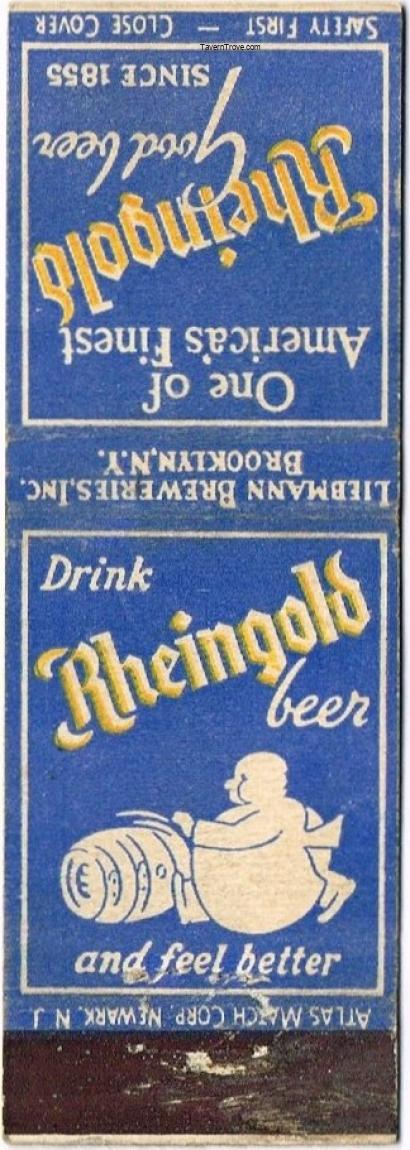 TavernTrove.com
SAFETY FIRST — CLOSE COVER
One of
America's Finest
Rheingold
Good beer
SINCE 1855
LIEBMANN BREWERIES, INC.
BROOKLYN, N.Y.
Drink
Rheingold
beer
and feel better
ATLAS MATCH CORP. NEWARK, N J